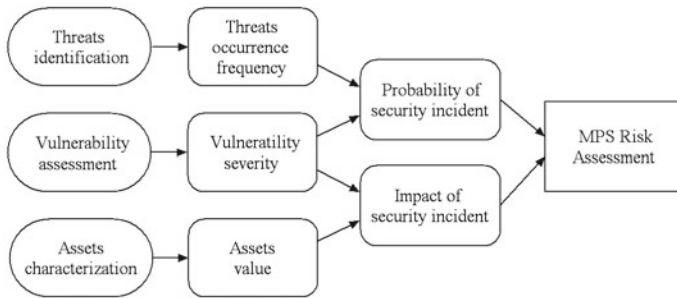 Threats
identification
Threats
occurrence
frequency
Probability of
security incident
MPS Risk
Assessment
Vulnerability
assessment
Vulneratility
severity
Impact of
security incident
Assets
characterization
Assets
value